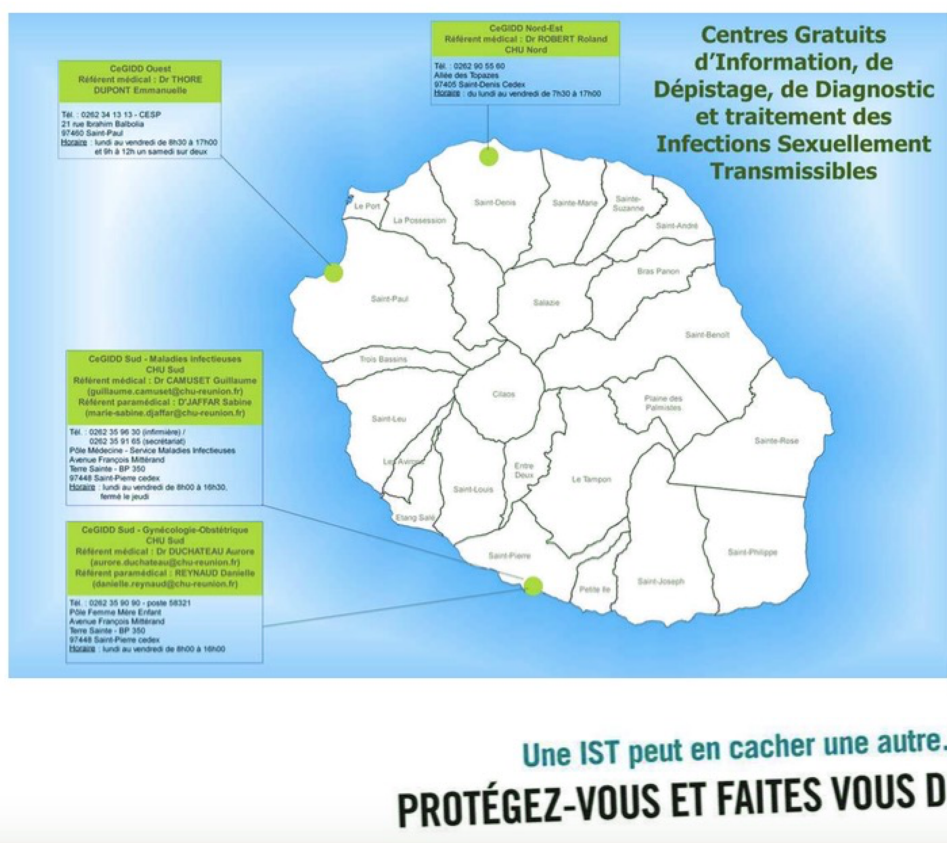 Centres Gratuits
d'Information, de
Dépistage, de Diagnostic
et traitement des
Infections Sexuellement
Transmissibles
CeGIDD Nord-Est
Référent médical : Dr ROBERT Roland
CHU Nord
Tél. : 0262 90 55 60
Allée des Topazes
97405 Saint-Denis Cedex
Horaire : du lundi au vendredi de 7h30 à 17h00
CeGIDD Ouest
Référent médical : Dr THORE
DUPONT Emmanuelle
Tél. : 0262 34 13 13 - CESP
21 rue Ibrahim Balbolia
97460 Saint-Paul
Horaire : lundi au vendredi de 8h30 à 17h00
et 9h à 12h un samedi sur deux
Le Port
La Possession
Saint-Denis
Sainte-Marie
Sainte-
Suzanne
Saint-André
Bras Panon
Saint-Paul
Salazie
Saint-Benoît
Trois Bassins
Cilaos
Plaine des
Palmistes
Saint-Leu
Sainte-Rose
Les Avirons
Entre
Deux
Le Tampon
Saint-Louis
Etang Salé
Saint-Pierre
Saint-Philippe
Petite Ile
Saint-Joseph
CeGIDD Sud - Maladies infectieuses
CHU Sud
Référent médical : Dr CAMUSET Guillaume
(guillaume.camuset@chu-reunion.fr)
Référent paramédical : D'JAFFAR Sabine
(marie-sabine.djaffar@chu-reunion.fr)
Tél. : 0262 35 96 30 (infirmière) /
0262 35 91 65 (secrétariat)
Pôle Médecine - Service Maladies Infectieuses
Avenue François Mittérand
Terre Sainte - BP 350
97448 Saint-Pierre cedex
Horaire : lundi au vendredi de 8h00 à 16h30,
fermé le jeudi
CeGIDD Sud - Gynécologie-Obstétrique
CHU Sud
Référent médical : Dr DUCHATEAU Aurore
(aurore.duchateau@chu-reunion.fr)
Référent paramédical : REYNAUD Danielle
(danielle.reynaud@chu-reunion.fr)
Tél. : 0262 35 90 90 - poste 58321
Pôle Femme Mère Enfant
Avenue François Mittérand
Terre Sainte - BP 350
97448 Saint-Pierre cedex
Horaire : lundi au vendredi de 8h00 à 16h00
Une IST peut en cacher une autre.
PROTÉGEZ-VOUS ET FAITES VOUS D